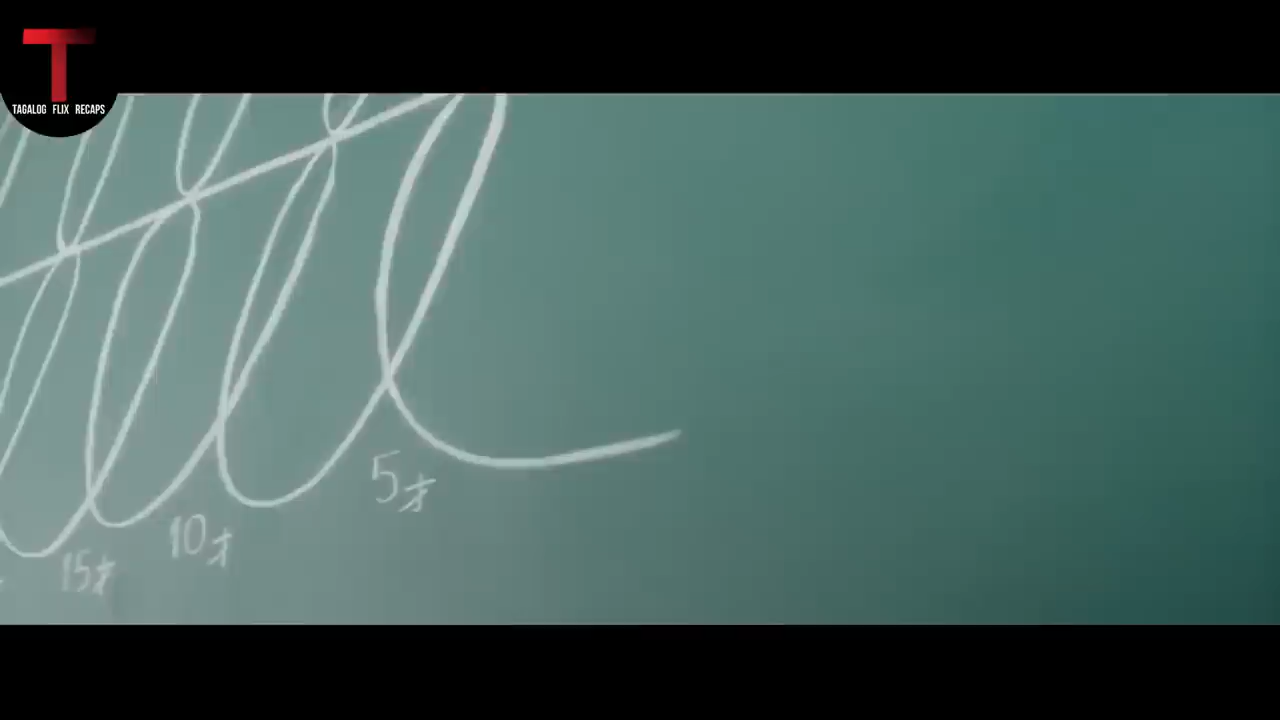 T
TAGALOG FLIX RECAPS
5才
10才
15才